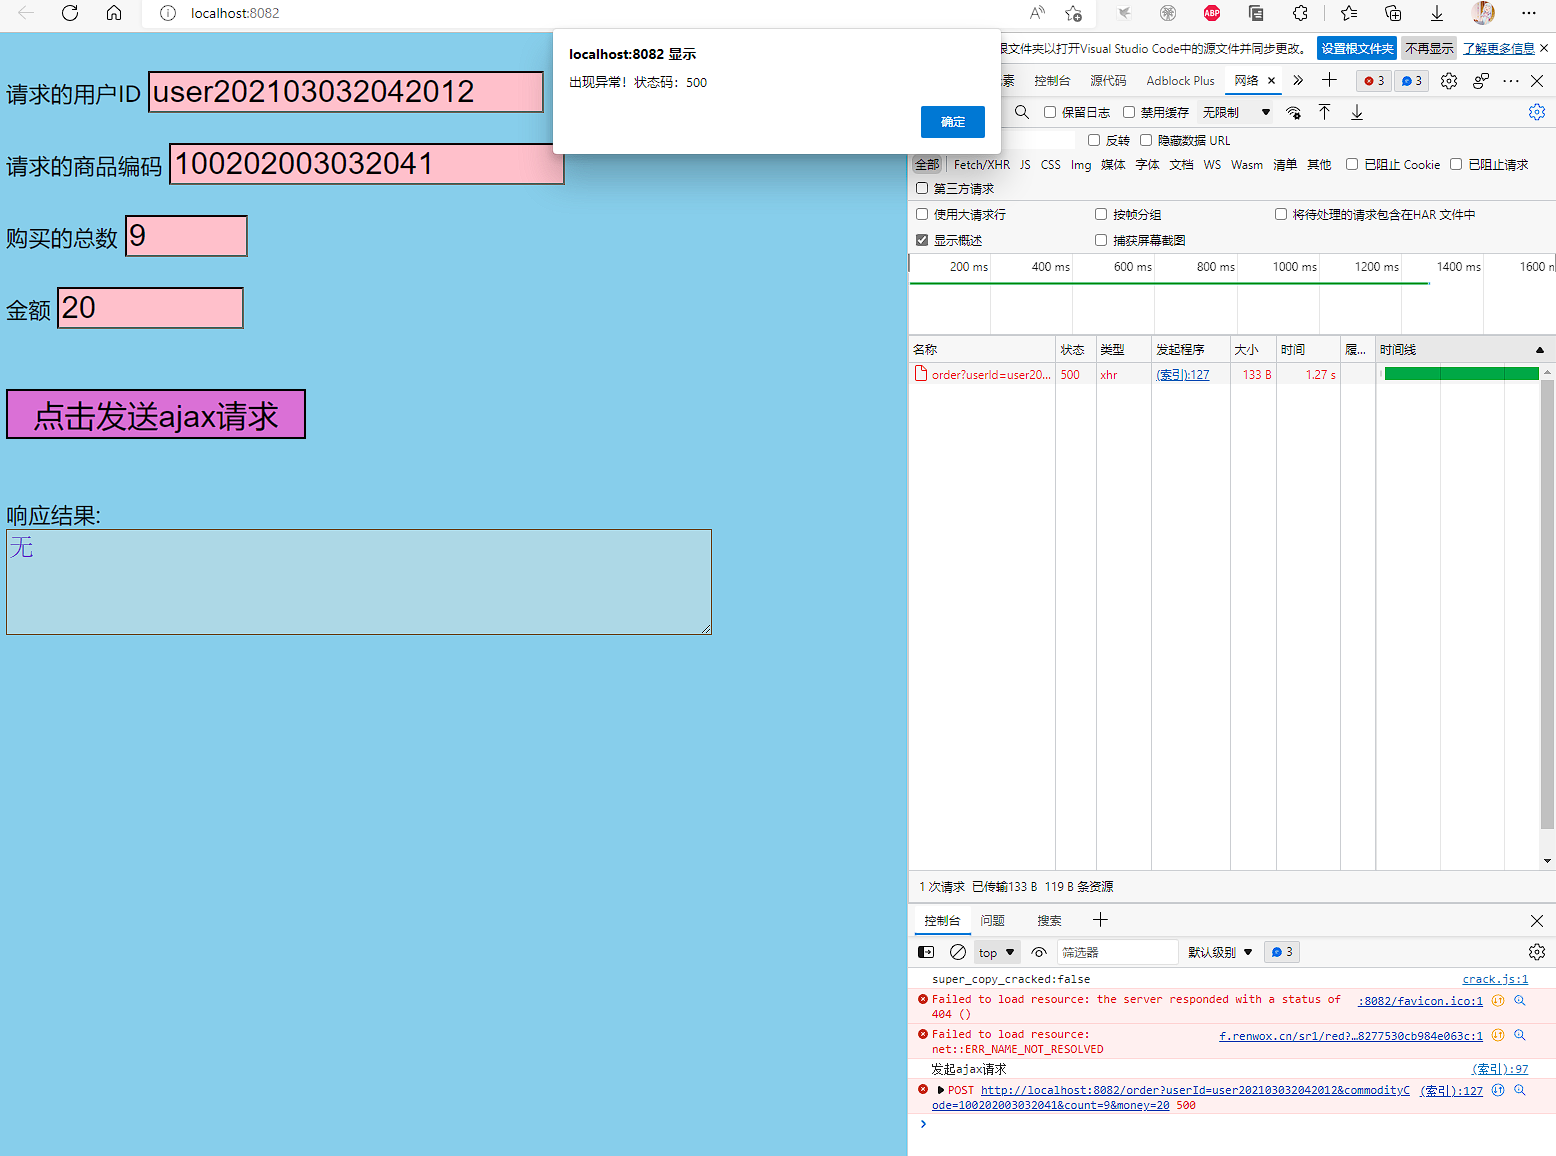 localhost:8082
localhost:8082 显示
出现异常！状态码：500
确定
请求的用户ID user202103032042012
请求的商品编码 100202003032041
购买的总数 9
金额 20
点击发送ajax请求
响应结果:
无
根文件夹以打开Visual Studio Code中的源文件并同步更改。 设置根文件夹 不再显示 了解更多信息
素 控制台 源代码 Adblock Plus 网络 3 3
保留日志 禁用缓存 无限制
反转 隐藏数据 URL
全部 Fetch/XHR JS CSS Img 媒体 字体 文档 WS Wasm 清单 其他 已阻止 Cookie 已阻止请求
第三方请求
使用大请求行 按帧分组 将待处理的请求包含在HAR 文件中
显示概述 捕获屏幕截图
200 ms 400 ms 600 ms 800 ms 1000 ms 1200 ms 1400 ms 1600 n
名称 状态 类型 发起程序 大小 时间 履... 时间线
order?userId=user20... 500 xhr (索引):127 133 B 1.27 s
1 次请求 已传输133 B 119 B 条资源
控制台 问题 搜索
top 筛选器 默认级别 3
super_copy_cracked:false crack.js:1
Failed to load resource: the server responded with a status of :8082/favicon.ico:1
404 ()
Failed to load resource: f.renwox.cn/sr1/red?…8277530cb984e063c:1
net::ERR_NAME_NOT_RESOLVED
发起ajax请求 (索引):97
POST http://localhost:8082/order?userId=user202103032042012&commodityC (索引):127
ode=100202003032041&count=9&money=20 500
ABP